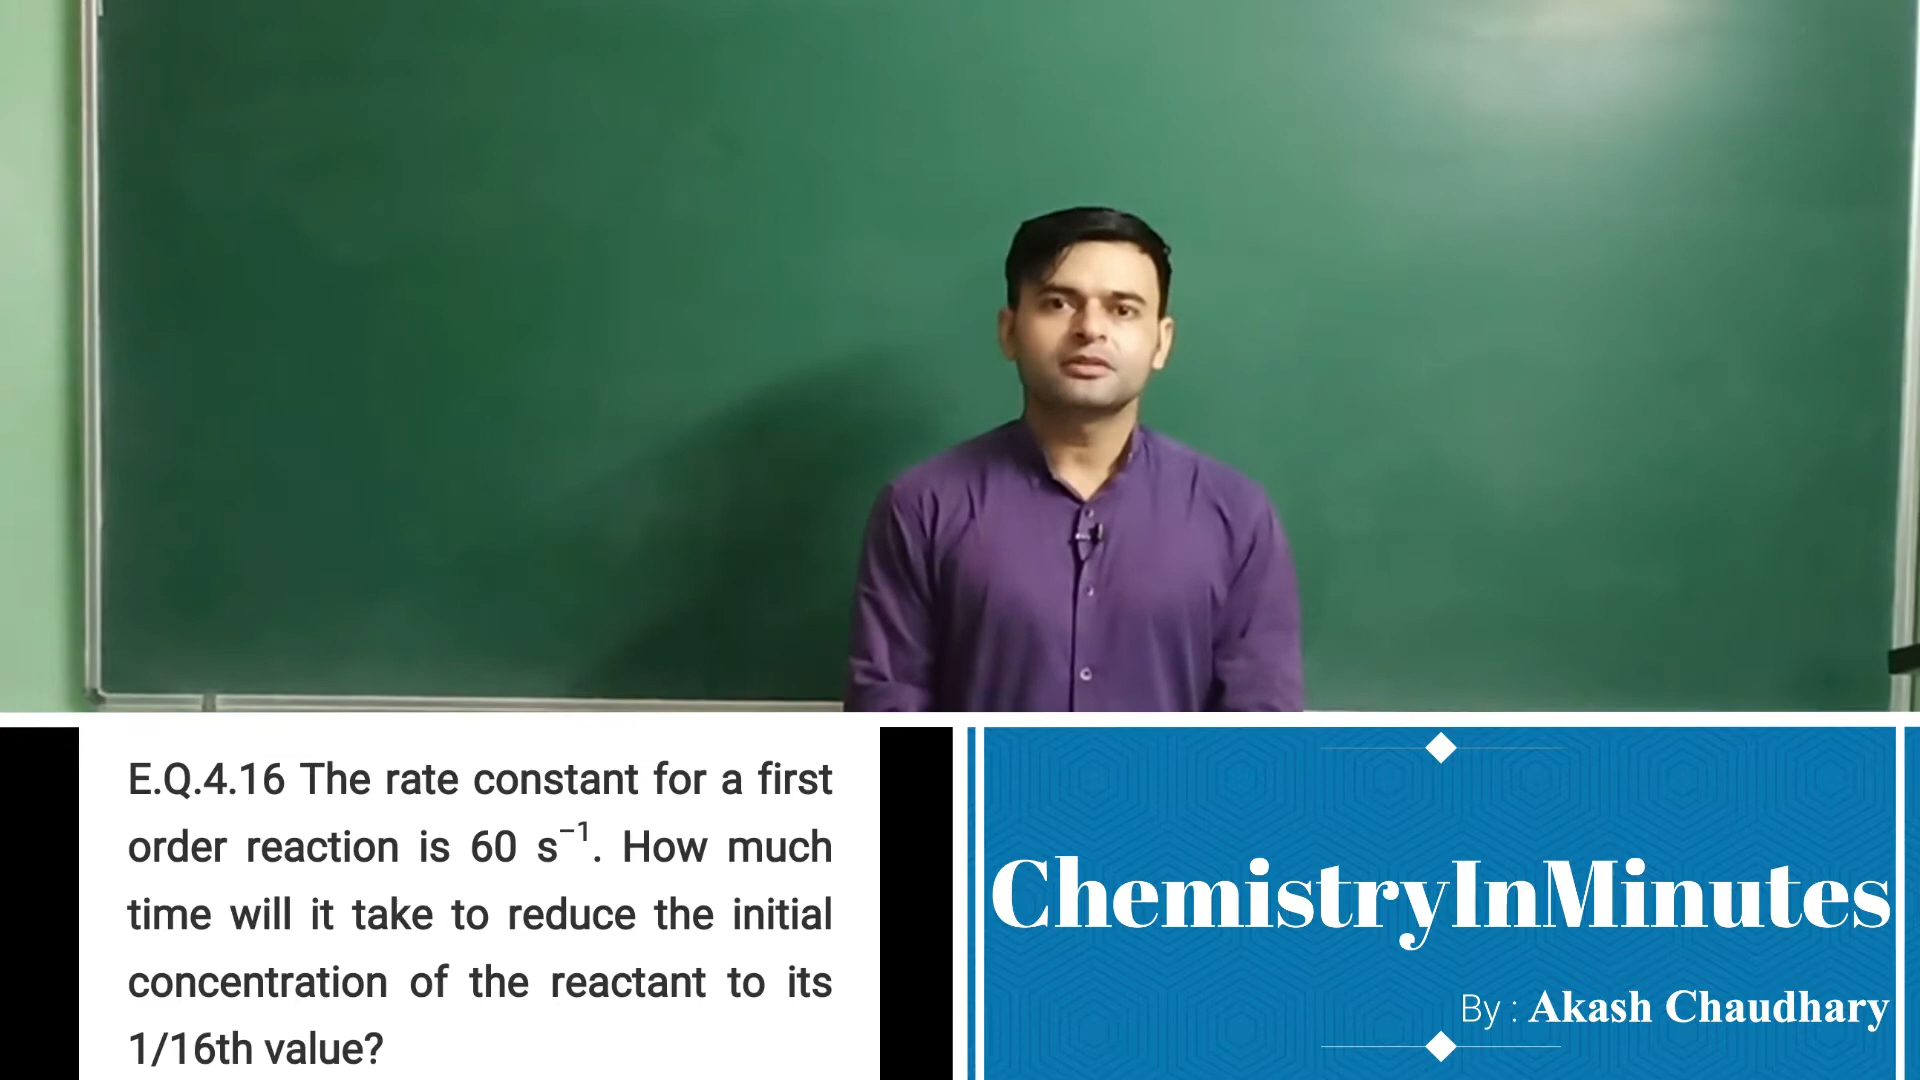 E.Q.4.16 The rate constant for a first
order reaction is 60 s⁻¹. How much
time will it take to reduce the initial
concentration of the reactant to its
1/16th value?
ChemistryInMinutes
By : Akash Chaudhary